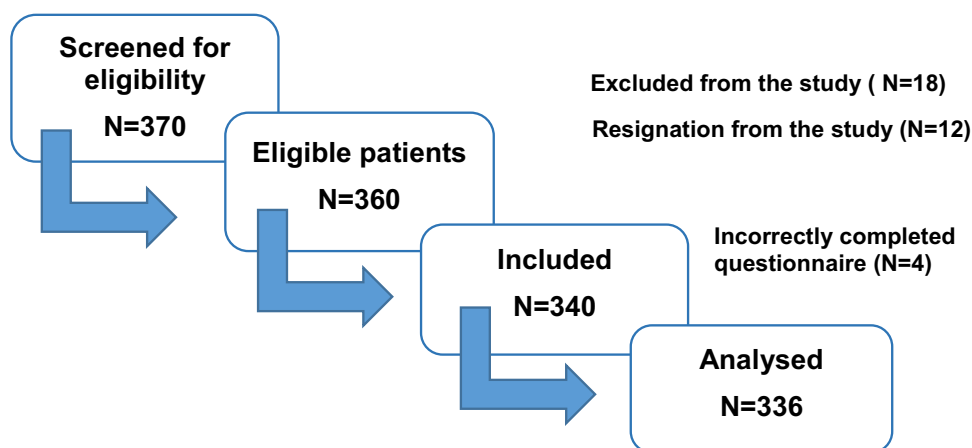 Screened for
eligibility
N=370
Excluded from the study ( N=18)
Resignation from the study (N=12)
Eligible patients
N=360
Incorrectly completed
questionnaire (N=4)
Included
N=340
Analysed
N=336